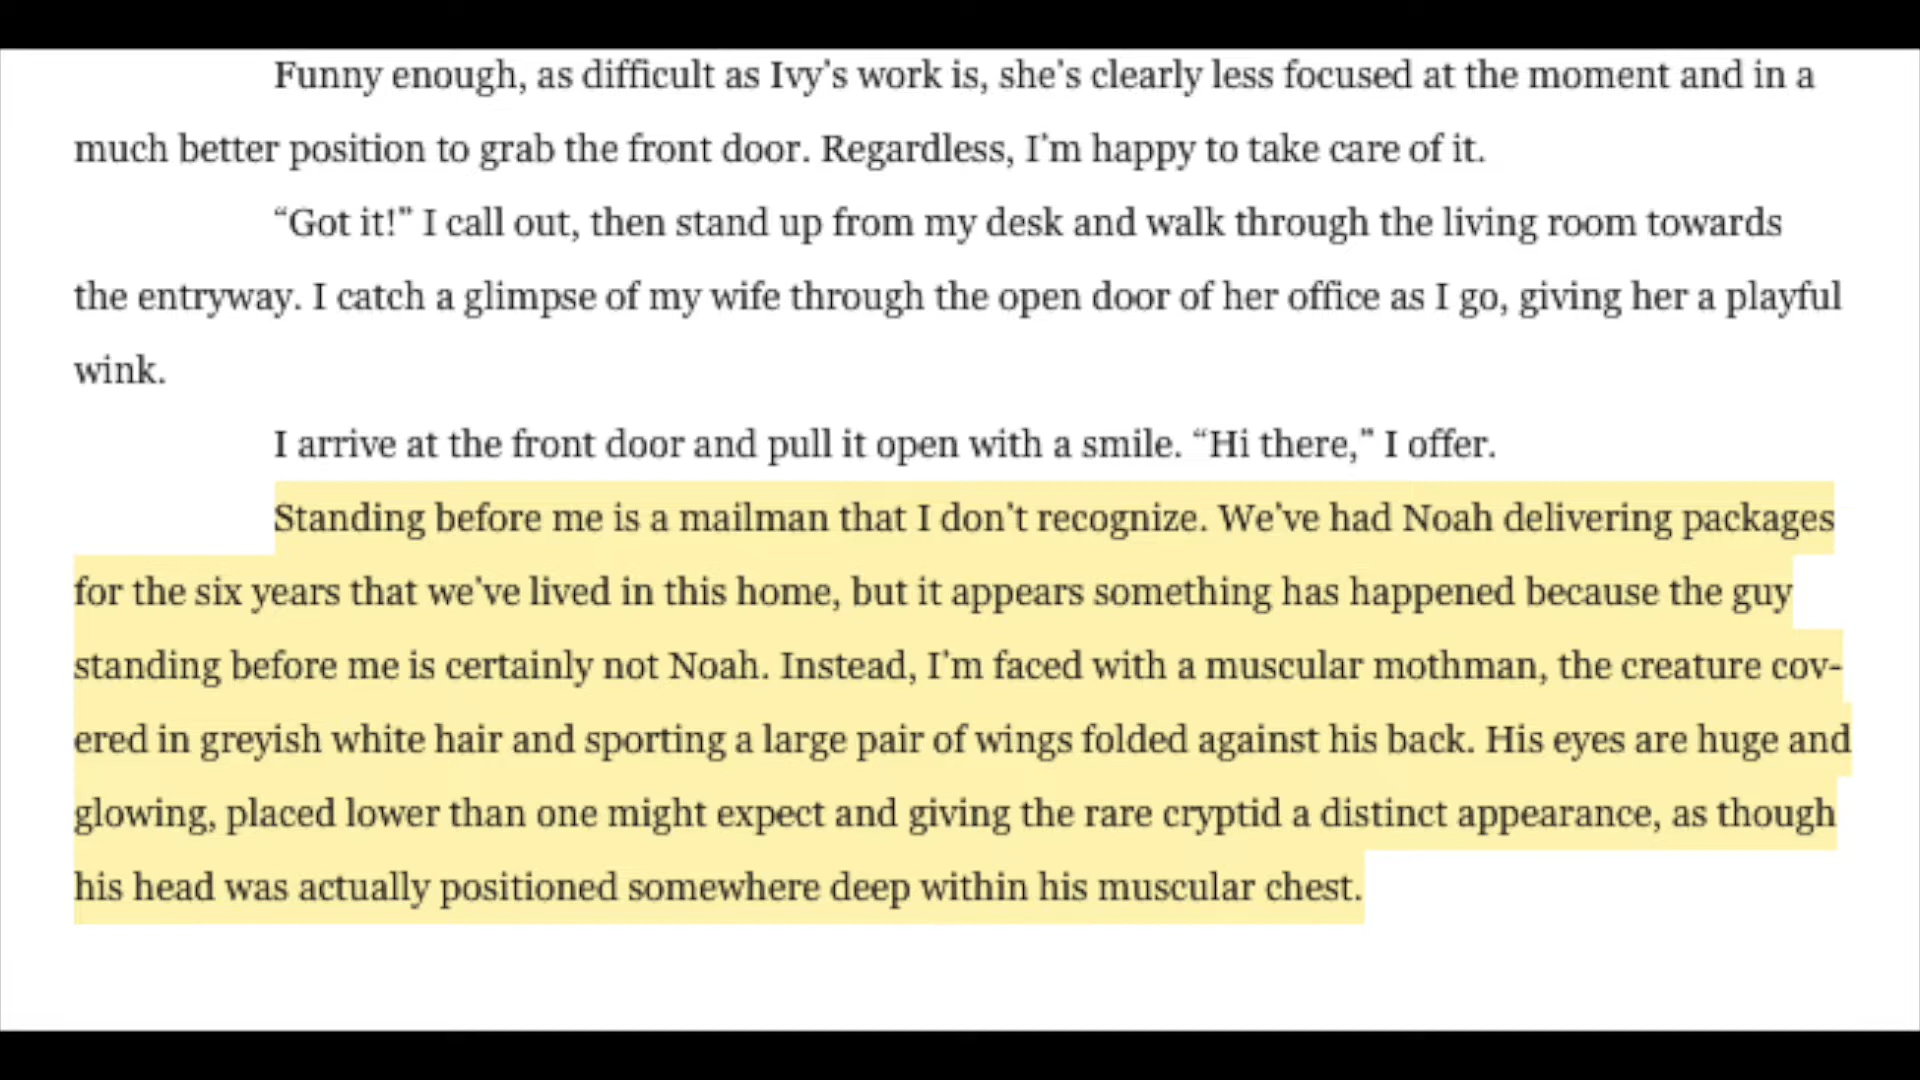 Funny enough, as difficult as Ivy’s work is, she’s clearly less focused at the moment and in a
much better position to grab the front door. Regardless, I’m happy to take care of it.
“Got it!” I call out, then stand up from my desk and walk through the living room towards
the entryway. I catch a glimpse of my wife through the open door of her office as I go, giving her a playful
wink.
I arrive at the front door and pull it open with a smile. “Hi there,” I offer.
Standing before me is a mailman that I don’t recognize. We’ve had Noah delivering packages
for the six years that we’ve lived in this home, but it appears something has happened because the guy
standing before me is certainly not Noah. Instead, I’m faced with a muscular mothman, the creature cov-
ered in greyish white hair and sporting a large pair of wings folded against his back. His eyes are huge and
glowing, placed lower than one might expect and giving the rare cryptid a distinct appearance, as though
his head was actually positioned somewhere deep within his muscular chest.